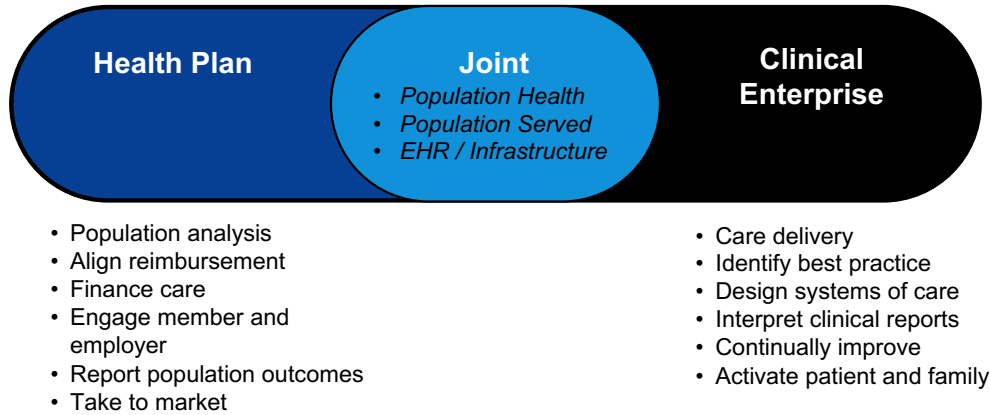 Health Plan
Joint
• Population Health
• Population Served
• EHR / Infrastructure
Clinical
Enterprise
• Population analysis
• Align reimbursement
• Finance care
• Engage member and
employer
• Report population outcomes
• Take to market
• Care delivery
• Identify best practice
• Design systems of care
• Interpret clinical reports
• Continually improve
• Activate patient and family